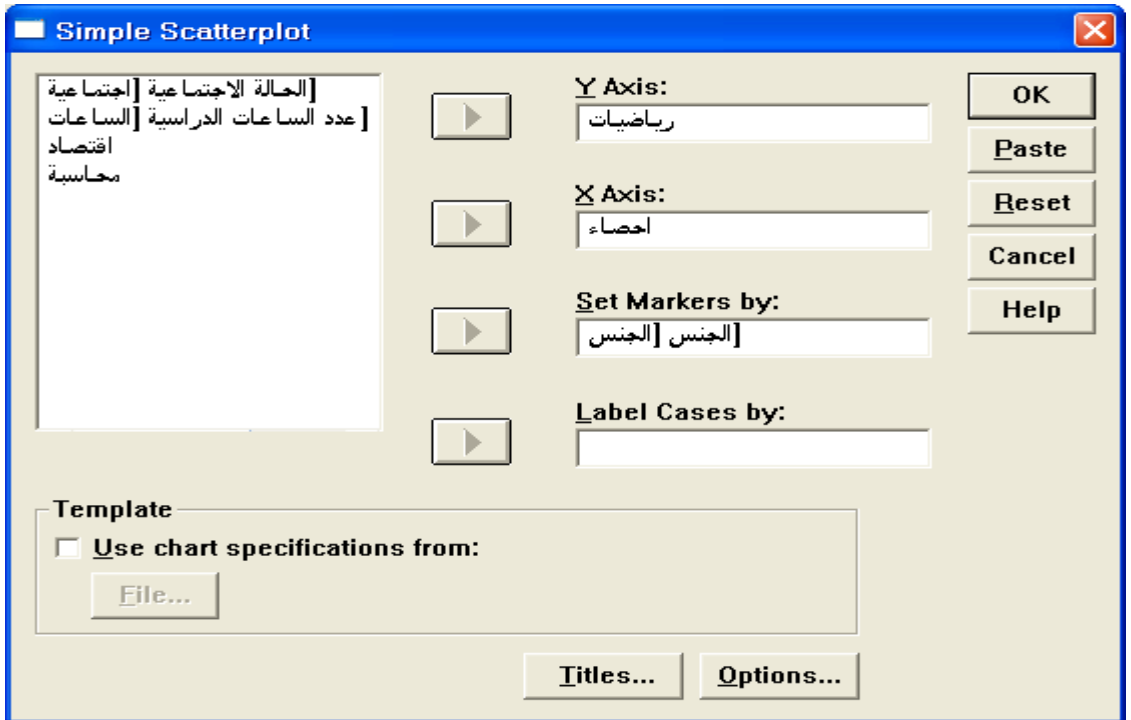 Simple Scatterplot
الحالة الاجتماعية [اجتماعية]
عدد الساعات الدراسية [الساعات]
اقتصاد
محاسبة
Y Axis:
رياضيات
X Axis:
احصاء
Set Markers by:
الجنس [الجنس]
Label Cases by:
OK
Paste
Reset
Cancel
Help
Template
Use chart specifications from:
File...
Titles...
Options...